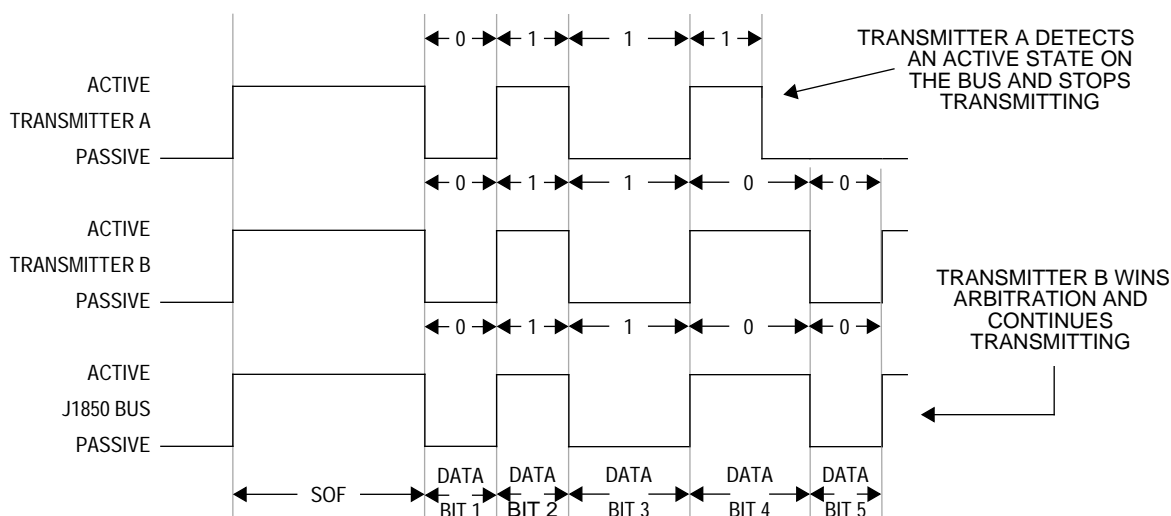 0 1 1 1
TRANSMITTER A DETECTS
AN ACTIVE STATE ON
THE BUS AND STOPS
TRANSMITTING
ACTIVE
TRANSMITTER A
PASSIVE
0 1 1 0 0
ACTIVE
TRANSMITTER B
PASSIVE
TRANSMITTER B WINS
ARBITRATION AND
CONTINUES
TRANSMITTING
0 1 1 0 0
ACTIVE
J1850 BUS
PASSIVE
SOF
DATA
BIT 1
DATA
BIT 2
DATA
BIT 3
DATA
BIT 4
DATA
BIT 5